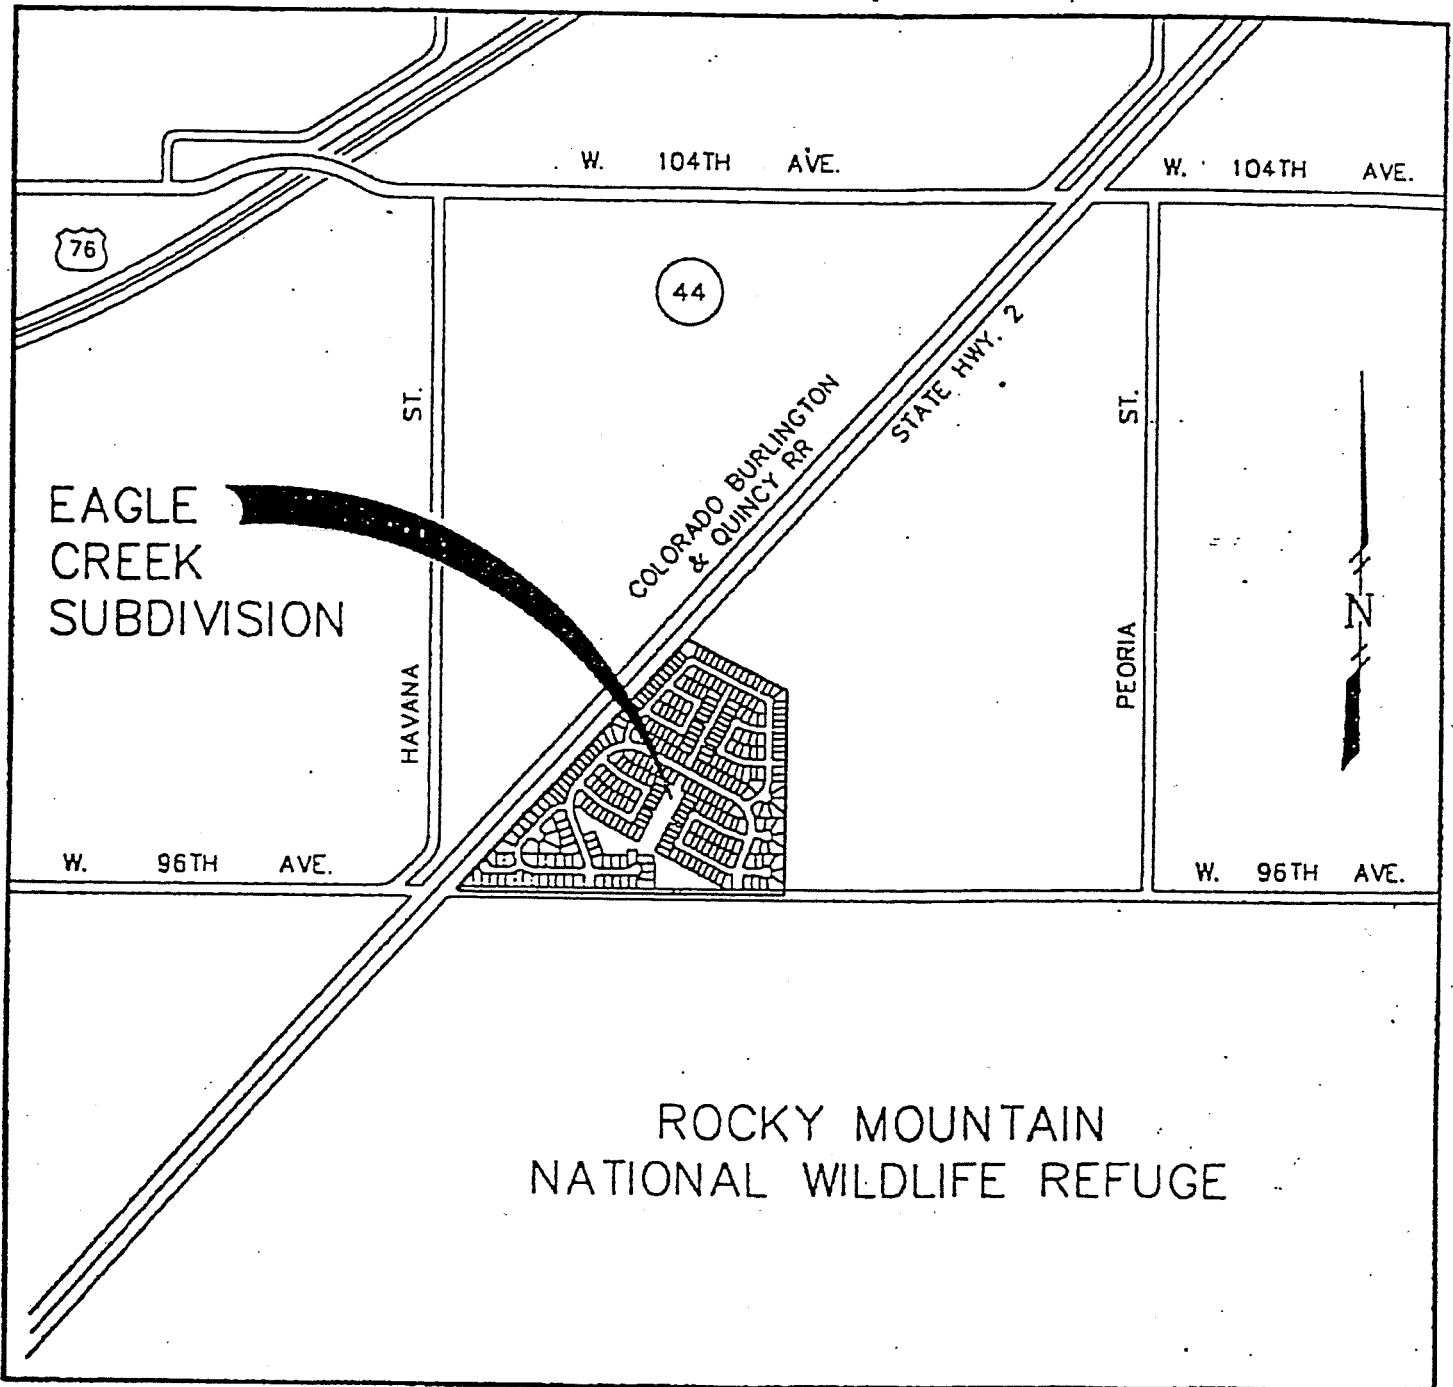 W. 104TH AVE.
W. 104TH AVE.
76
44
STATE HWY. 2
COLORADO BURLINGTON
& QUINCY RR
ST.
ST.
EAGLE
CREEK
SUBDIVISION
N
HAVANA
PEORIA
W. 96TH AVE.
W. 96TH AVE.
ROCKY MOUNTAIN
NATIONAL WILDLIFE REFUGE